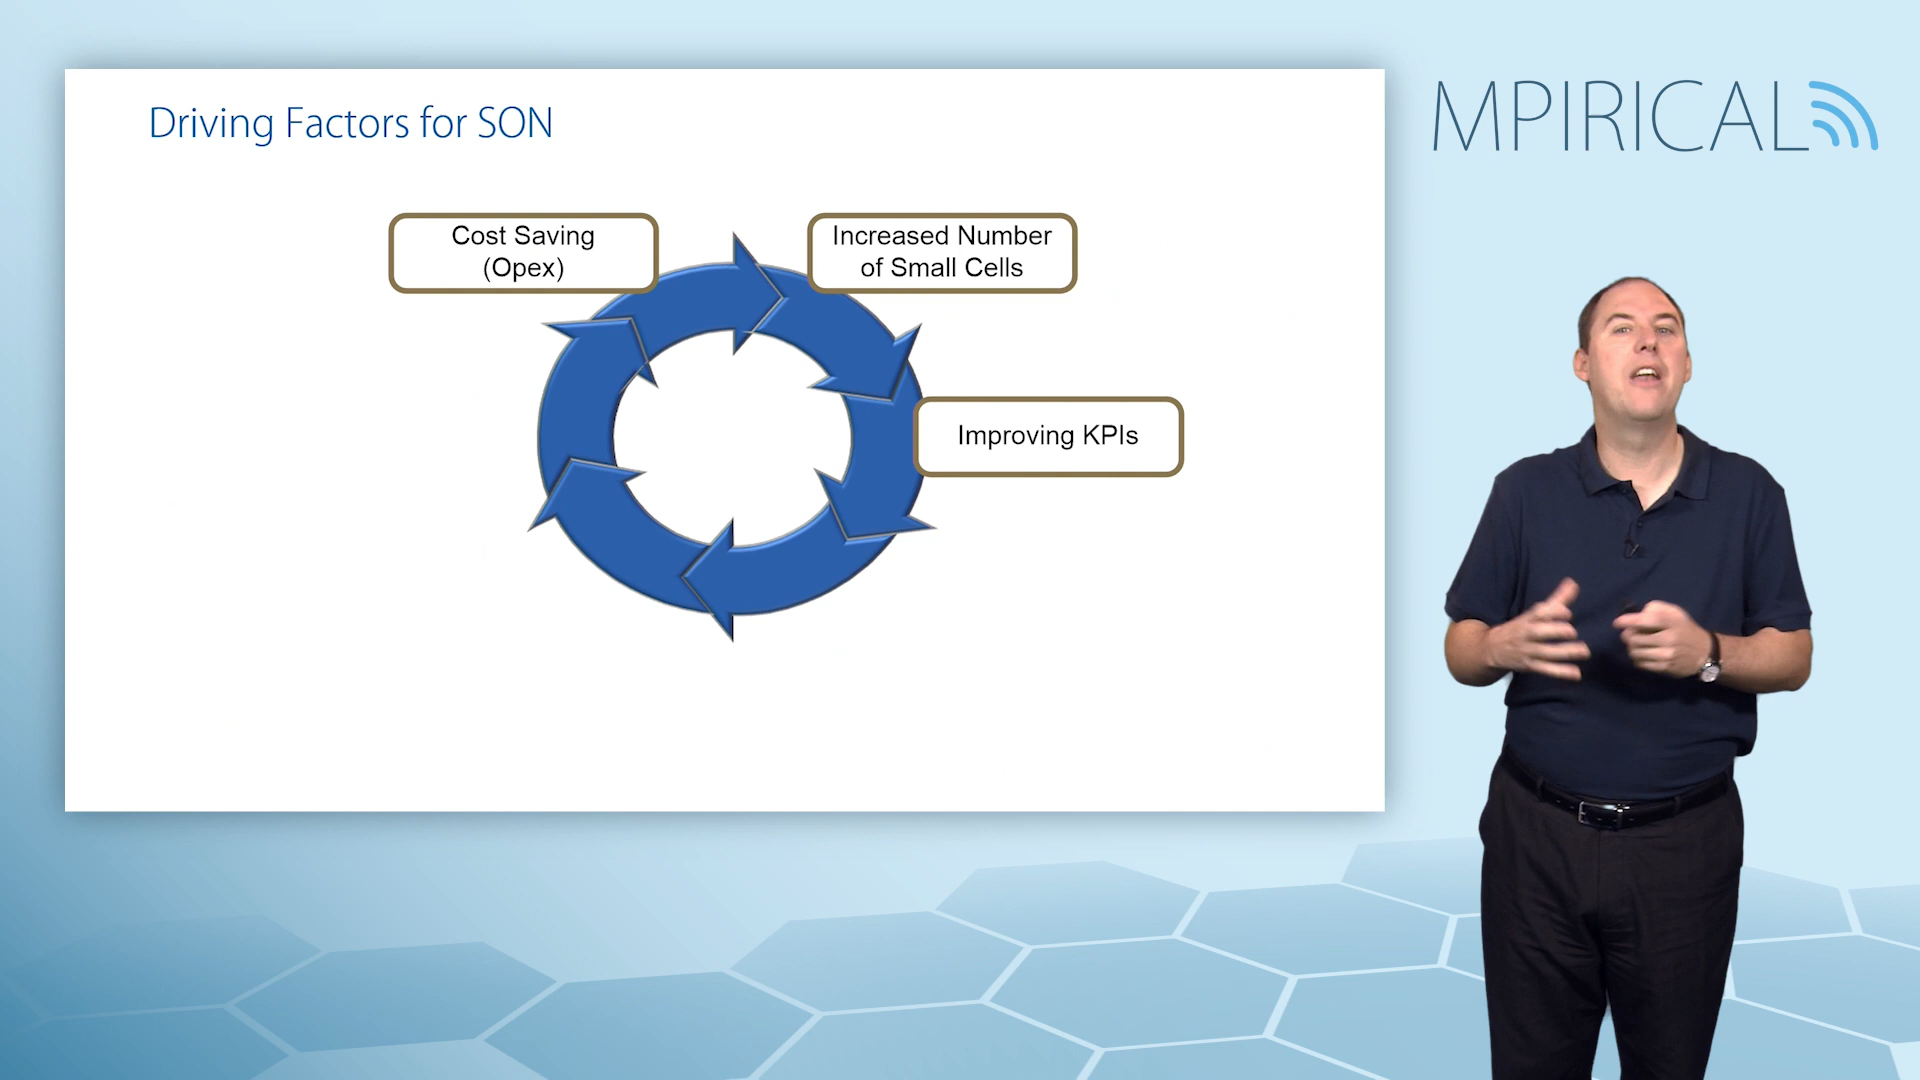 Driving Factors for SON
MPIRICAL
Cost Saving
(Opex)
Increased Number
of Small Cells
Improving KPIs